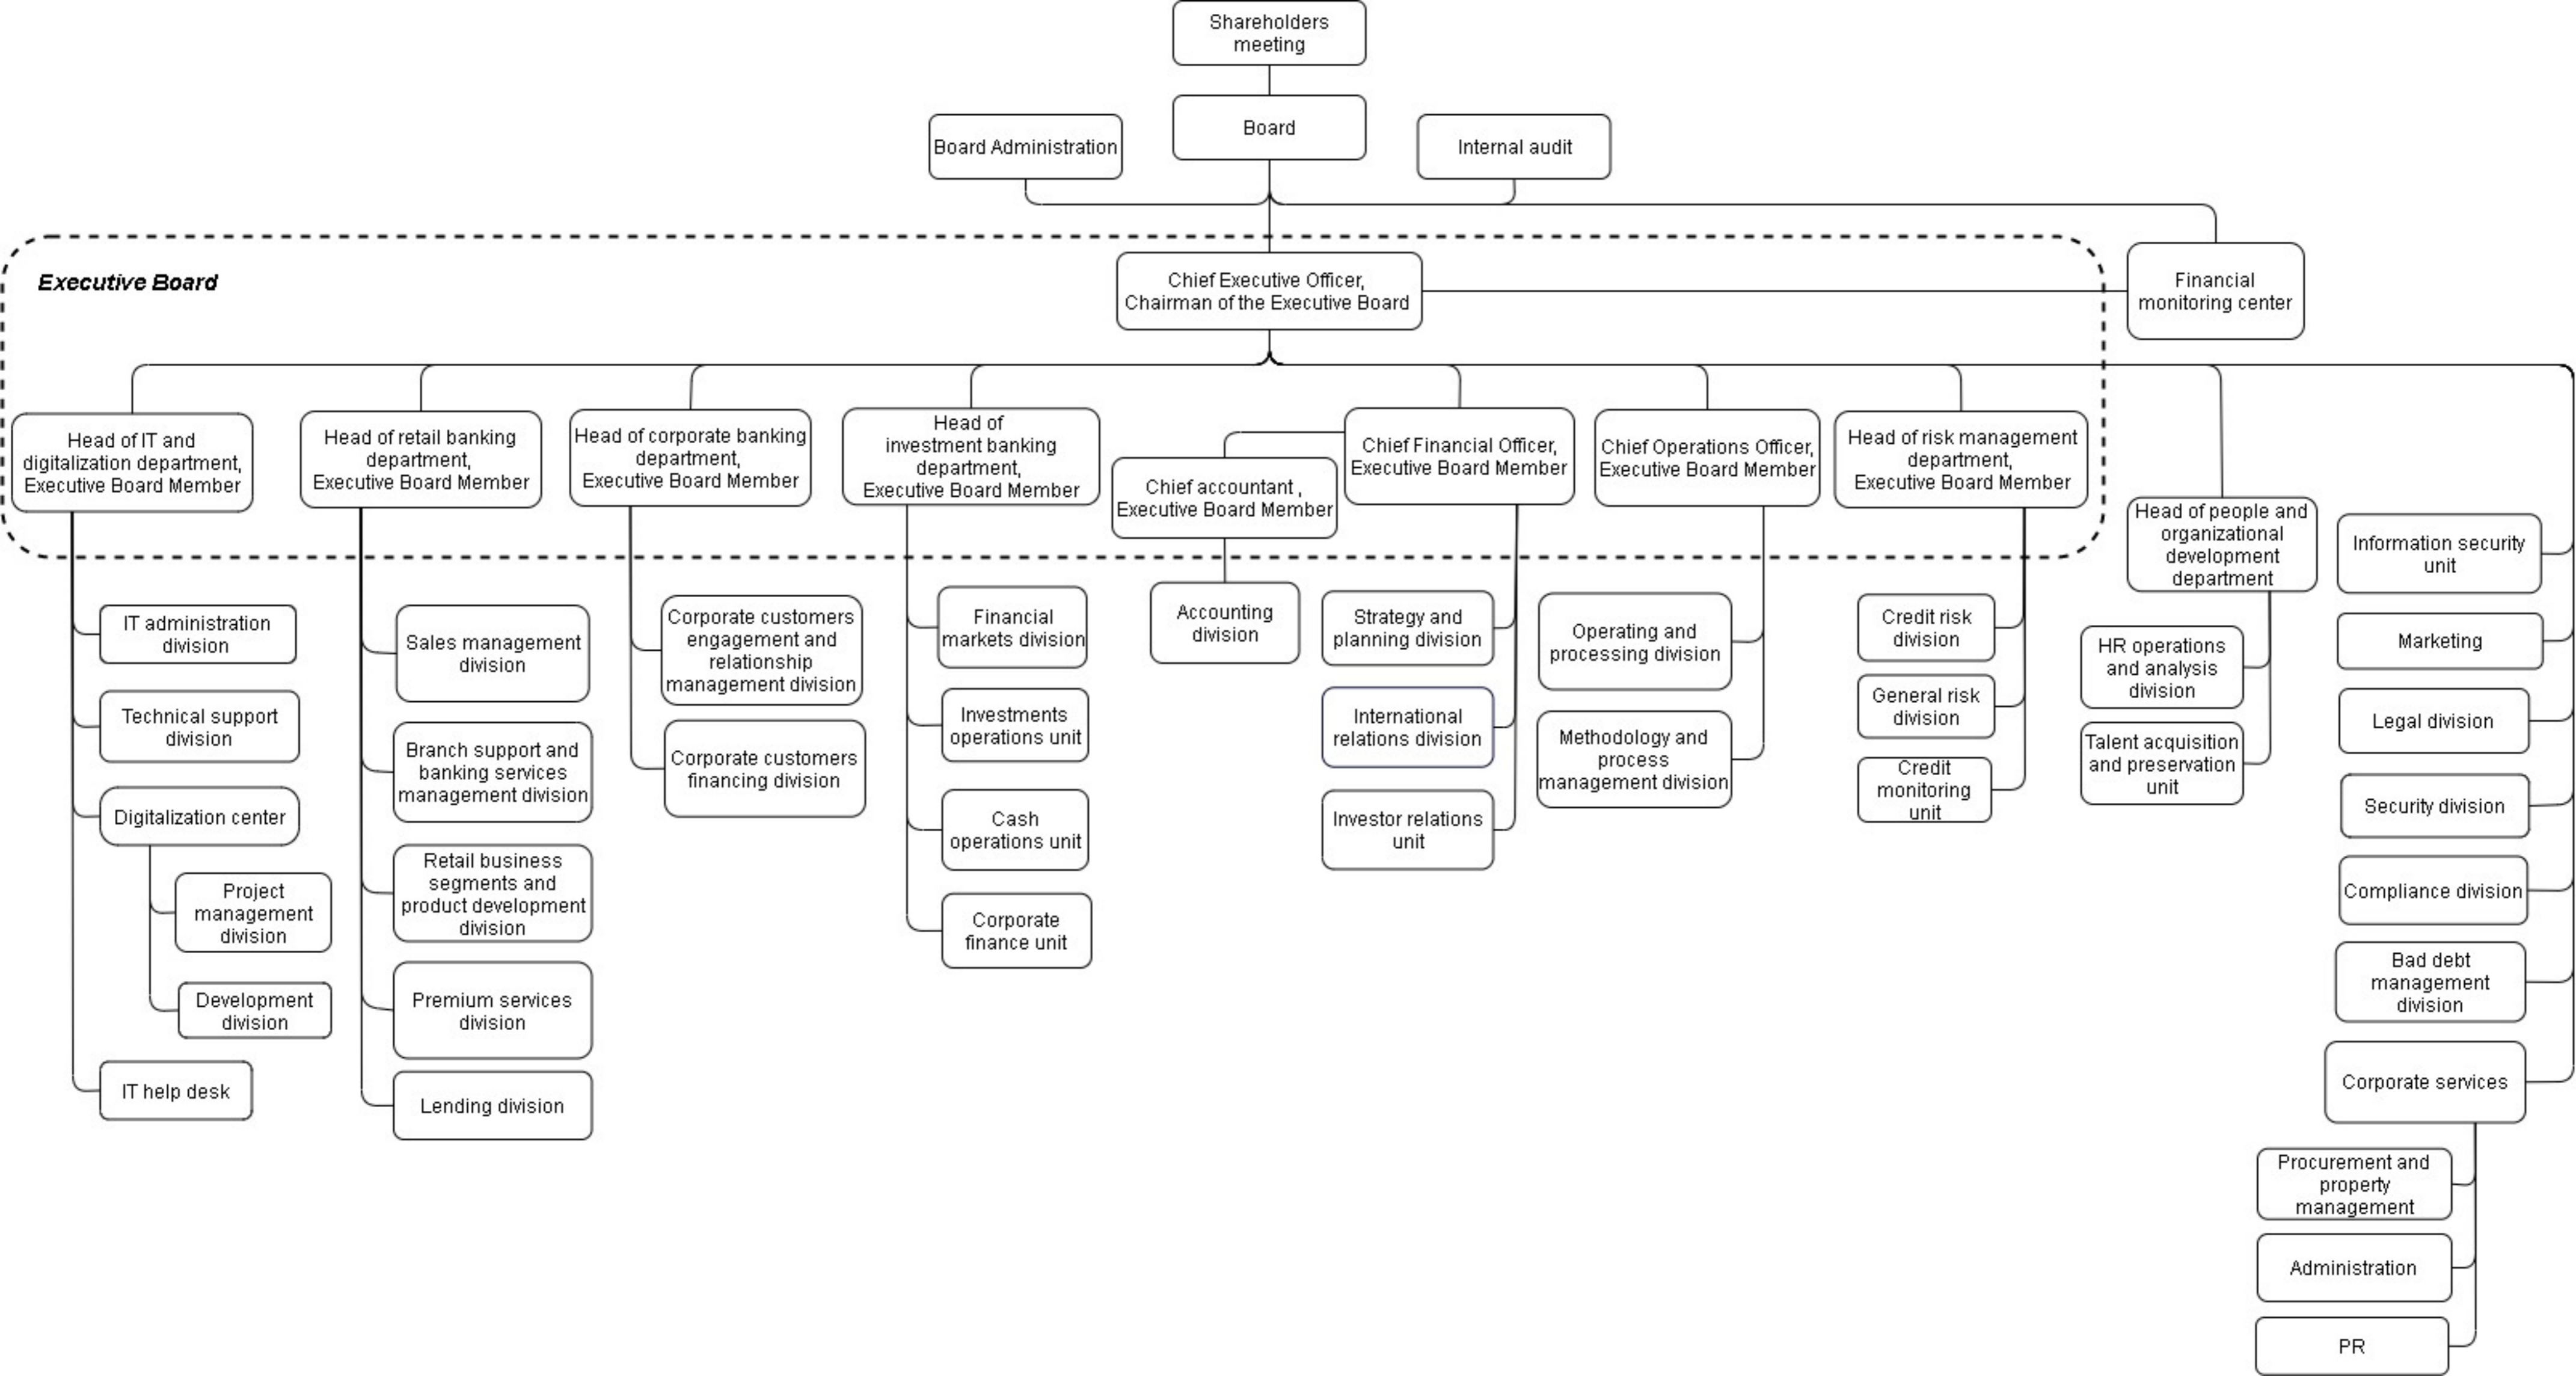 Shareholders
meeting
Board
Board Administration
Internal audit
Executive Board
Chief Executive Officer,
Chairman of the Executive Board
Financial
monitoring center
Head of IT and
digitalization department,
Executive Board Member
Head of retail banking
department,
Executive Board Member
Head of corporate banking
department,
Executive Board Member
Head of
investment banking
department,
Executive Board Member
Chief accountant ,
Executive Board Member
Chief Financial Officer,
Executive Board Member
Chief Operations Officer,
Executive Board Member
Head of risk management
department,
Executive Board Member
Head of people and
organizational
development
department
Information security
unit
IT administration
division
Technical support
division
Digitalization center
Project
management
division
Development
division
IT help desk
Sales management
division
Branch support and
banking services
management division
Retail business
segments and
product development
division
Premium services
division
Lending division
Corporate customers
engagement and
relationship
management division
Corporate customers
financing division
Financial
markets division
Investments
operations unit
Cash
operations unit
Corporate
finance unit
Accounting
division
Strategy and
planning division
International
relations division
Investor relations
unit
Operating and
processing division
Methodology and
process
management division
Credit risk
division
General risk
division
Credit
monitoring
unit
HR operations
and analysis
division
Talent acquisition
and preservation
unit
Marketing
Legal division
Security division
Compliance division
Bad debt
management
division
Corporate services
Procurement and
property
management
Administration
PR